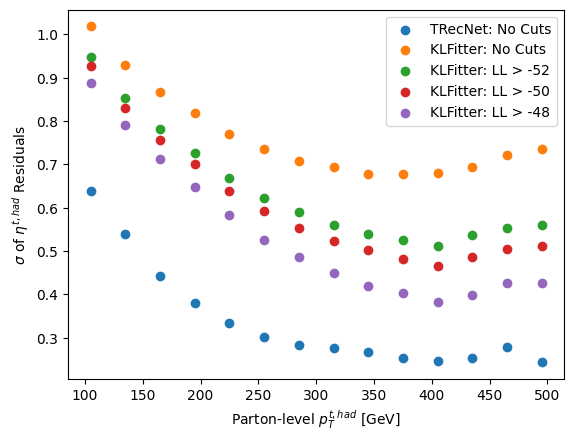 TRecNet: No Cuts
KLFitter: No Cuts
KLFitter: LL > -52
KLFitter: LL > -50
KLFitter: LL > -48
1.0
0.9
0.8
0.7
0.6
0.5
0.4
0.3
σ of η^{t,had} Residuals
100 150 200 250 300 350 400 450 500
Parton-level p_T^{t,had} [GeV]